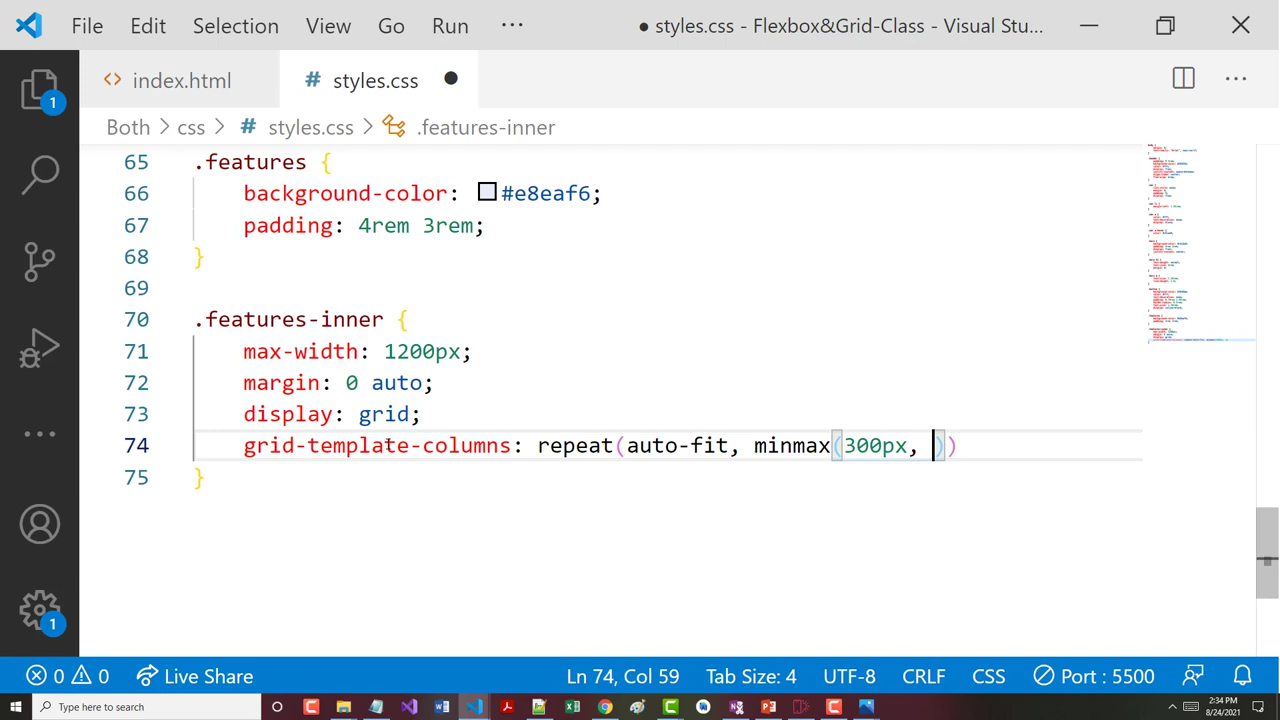 File Edit Selection View Go Run ··· ● styles.css - Flexbox&Grid-Class - Visual Stu...
<> index.html # styles.css ●
Both > css > # styles.css > .features-inner
65 .features {
66 background-color: #e8eaf6;
67 padding: 4rem 3rem;
68 }
69
70 .features-inner {
71 max-width: 1200px;
72 margin: 0 auto;
73 display: grid;
74 grid-template-columns: repeat(auto-fit, minmax(300px, ))
75 }
1
1
0 0 Live Share Ln 74, Col 59 Tab Size: 4 UTF-8 CRLF CSS Port : 5500
Type here to search 2:34 PM
8/24/2021